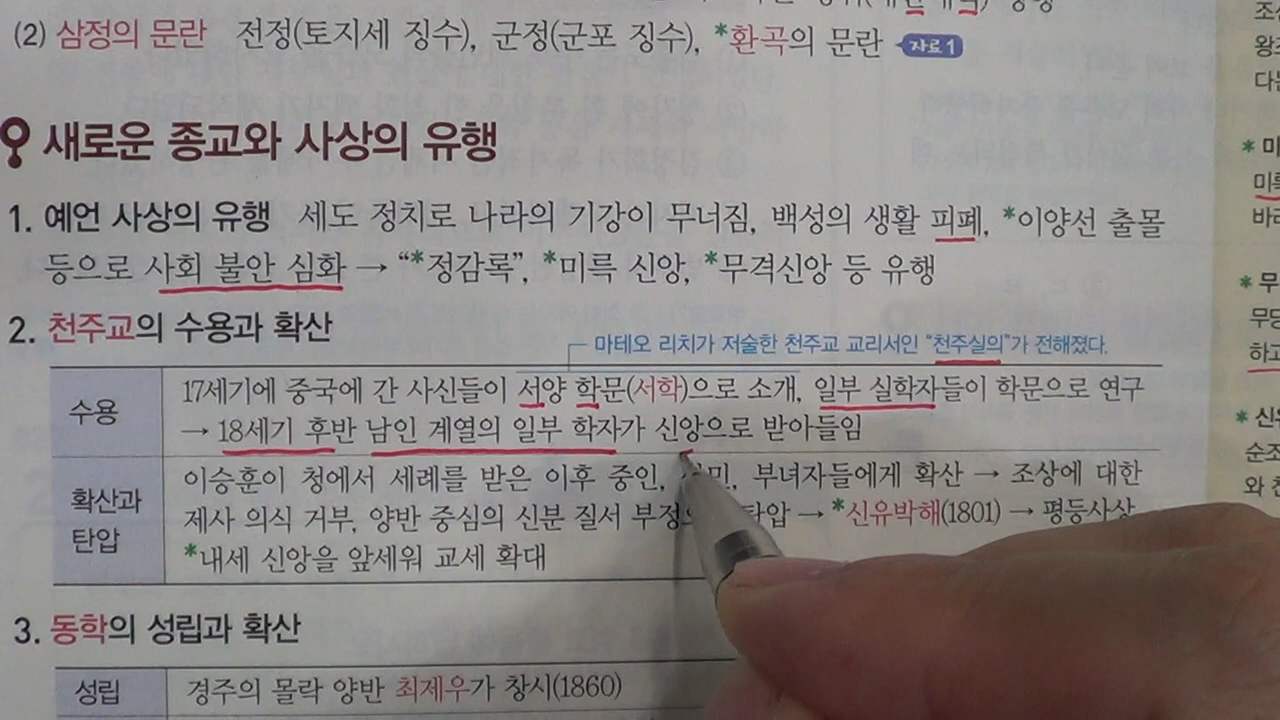 (2) 삼정의 문란 전정(토지세 징수), 군정(군포 징수), *환곡의 문란 자료1
새로운 종교와 사상의 유행
1. 예언 사상의 유행 세도 정치로 나라의 기강이 무너짐, 백성의 생활 피폐, *이양선 출몰
등으로 사회 불안 심화 → “*정감록”, *미륵 신앙, *무격신앙 등 유행
2. 천주교의 수용과 확산
마테오 리치가 저술한 천주교 교리서인 “천주실의”가 전해졌다.
수용
17세기에 중국에 간 사신들이 서양 학문(서학)으로 소개, 일부 실학자들이 학문으로 연구
→ 18세기 후반 남인 계열의 일부 학자가 신앙으로 받아들임
확산과
탄압
이승훈이 청에서 세례를 받은 이후 중인, 부녀자들에게 확산 → 조상에 대한
제사 의식 거부, 양반 중심의 신분 질서 탄압 → *신유박해(1801) → 평등사상,
*내세 신앙을 앞세워 교세 확대
3. 동학의 성립과 확산
성립
경주의 몰락 양반 최제우가 창시(1860)